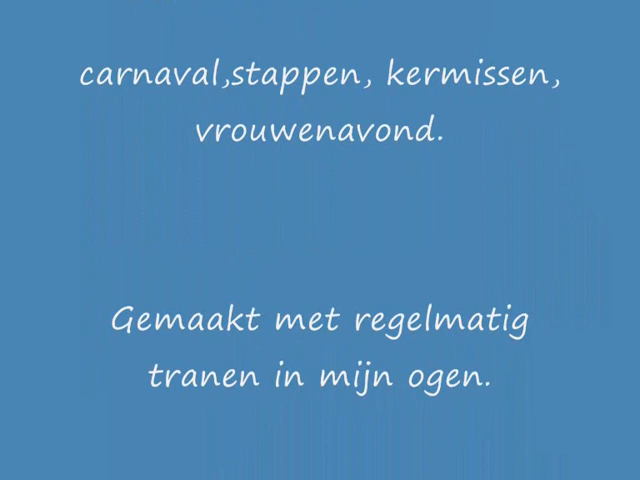 carnaval,stappen, kermissen,
vrouwenavond.
Gemaakt met regelmatig
tranen in mijn ogen.